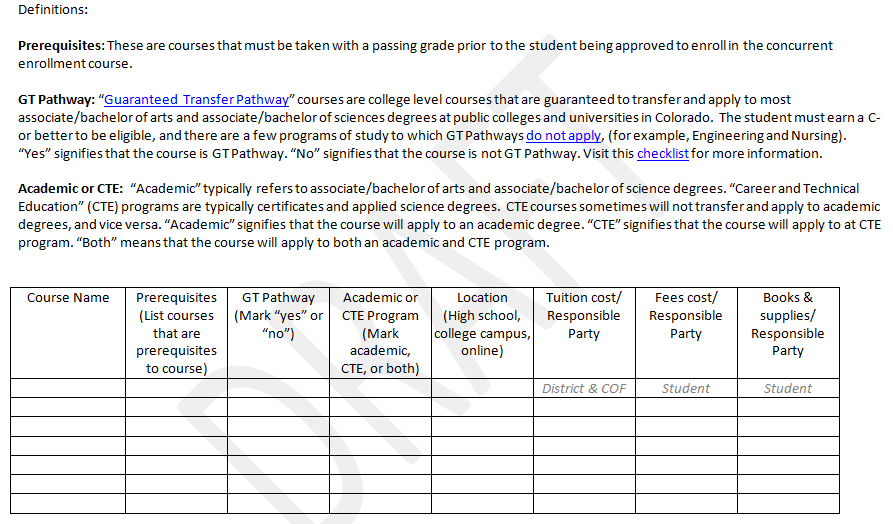 Definitions:
Prerequisites: These are courses that must be taken with a passing grade prior to the student being approved to enroll in the concurrent
enrollment course.
GT Pathway: “Guaranteed Transfer Pathway” courses are college level courses that are guaranteed to transfer and apply to most
associate/bachelor of arts and associate/bachelor of sciences degrees at public colleges and universities in Colorado. The student must earn a C-
or better to be eligible, and there are a few programs of study to which GT Pathways do not apply, (for example, Engineering and Nursing).
“Yes” signifies that the course is GT Pathway. “No” signifies that the course is not GT Pathway. Visit this checklist for more information.
Academic or CTE: “Academic” typically refers to associate/bachelor of arts and associate/bachelor of science degrees. “Career and Technical
Education” (CTE) programs are typically certificates and applied science degrees. CTE courses sometimes will not transfer and apply to academic
degrees, and vice versa. “Academic” signifies that the course will apply to an academic degree. “CTE” signifies that the course will apply to at CTE
program. “Both” means that the course will apply to both an academic and CTE program.
Course Name
Prerequisites
(List courses
that are
prerequisites
to course)
GT Pathway
(Mark “yes” or
“no”)
Academic or
CTE Program
(Mark
academic,
CTE, or both)
Location
(High school,
college campus,
online)
Tuition cost/
Responsible
Party
Fees cost/
Responsible
Party
Books &
supplies/
Responsible
Party
District & COF
Student
Student
DRAFT